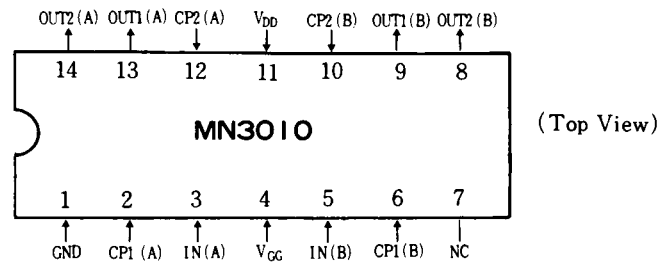 OUT2(A) OUT1(A) CP2(A) VDD CP2(B) OUT1(B) OUT2(B)
14 13 12 11 10 9 8
MN3010
(Top View)
1 2 3 4 5 6 7
GND CP1(A) IN(A) VGG IN(B) CP1(B) NC